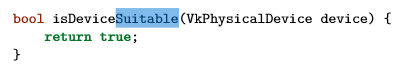 bool isDeviceSuitable(VkPhysicalDevice device) {
    return true;
}